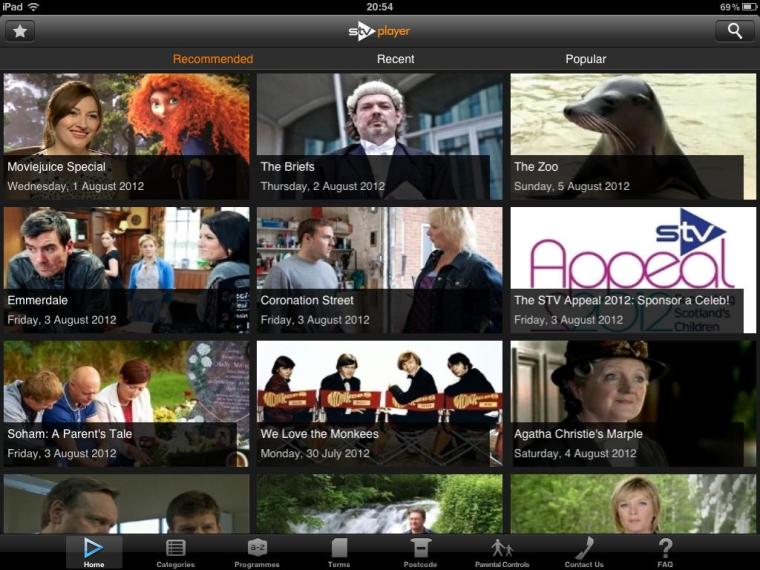 iPad
20:54
69%
stv player
Recommended
Recent
Popular
Moviejuice Special
Wednesday, 1 August 2012
The Briefs
Thursday, 2 August 2012
The Zoo
Sunday, 5 August 2012
Emmerdale
Friday, 3 August 2012
Coronation Street
Friday, 3 August 2012
stv
Appeal
2012
Scotland's
Children
The STV Appeal 2012: Sponsor a Celeb!
Friday, 3 August 2012
Soham: A Parent's Tale
Friday, 3 August 2012
We Love the Monkees
Monday, 30 July 2012
Agatha Christie's Marple
Saturday, 4 August 2012
Home
Categories
a-z
Programmes
Terms
Postcode
Parental Controls
Contact Us
?
FAQ